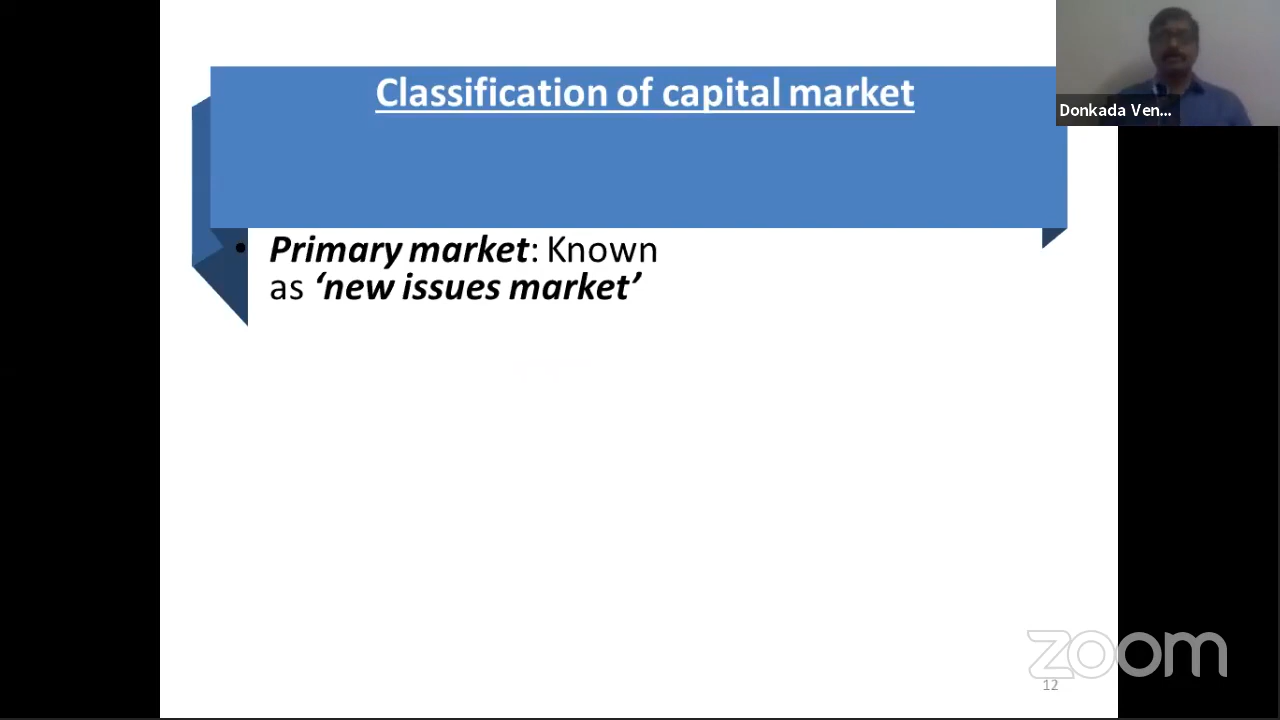 Classification of capital market
Donkada Ven...
• Primary market: Known
as ‘new issues market’
zoom
12